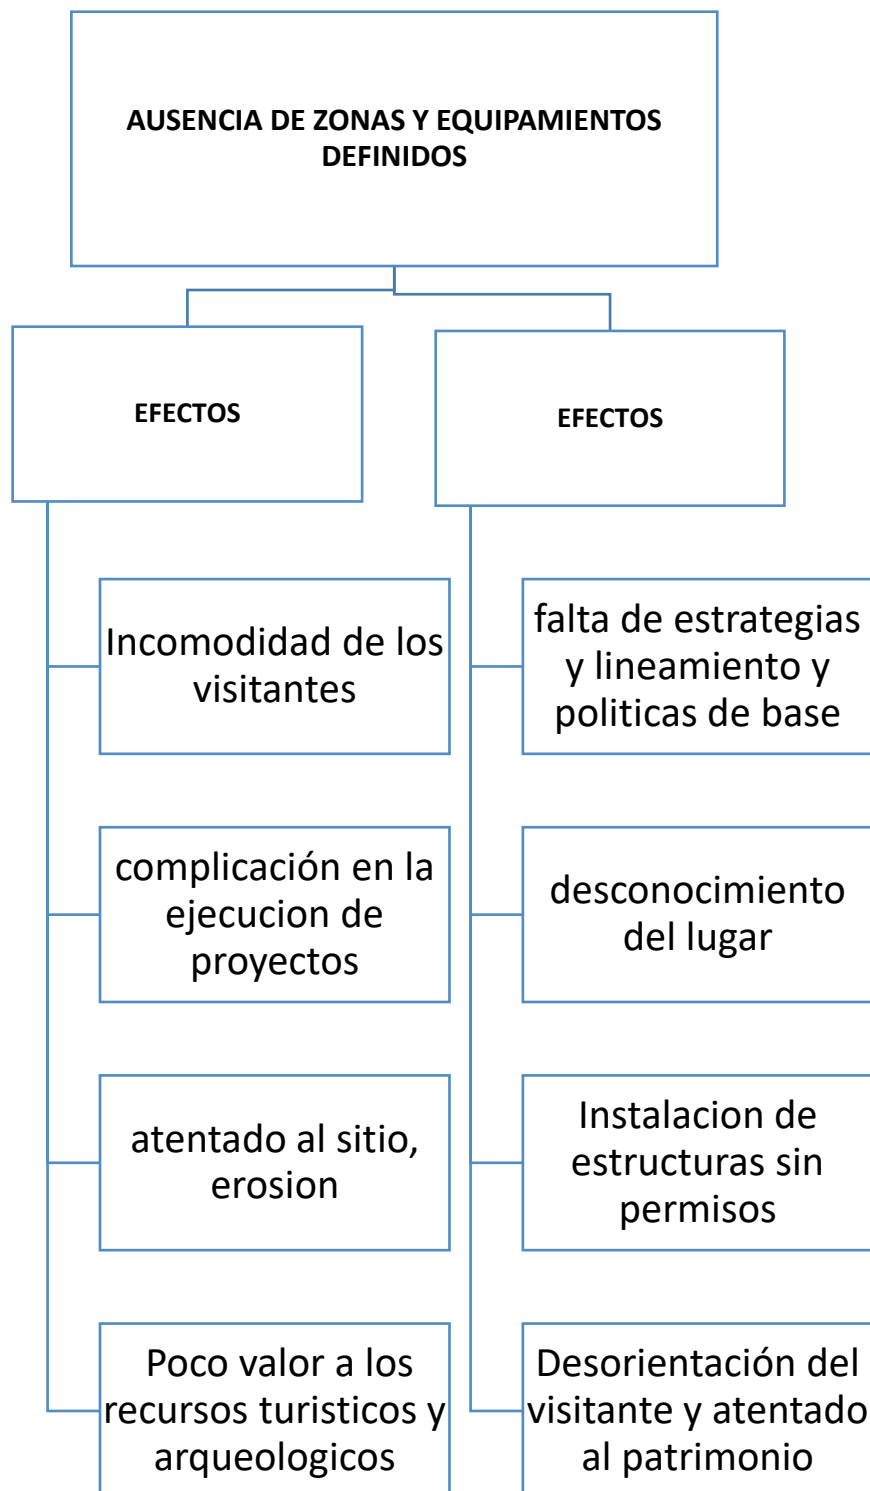 AUSENCIA DE ZONAS Y EQUIPAMIENTOS
DEFINIDOS
EFECTOS
Incomodidad de los
visitantes
complicación en la
ejecucion de
proyectos
atentado al sitio,
erosion
Poco valor a los
recursos turisticos y
arqueologicos
EFECTOS
falta de estrategias
y lineamiento y
politicas de base
desconocimiento
del lugar
Instalacion de
estructuras sin
permisos
Desorientación del
visitante y atentado
al patrimonio